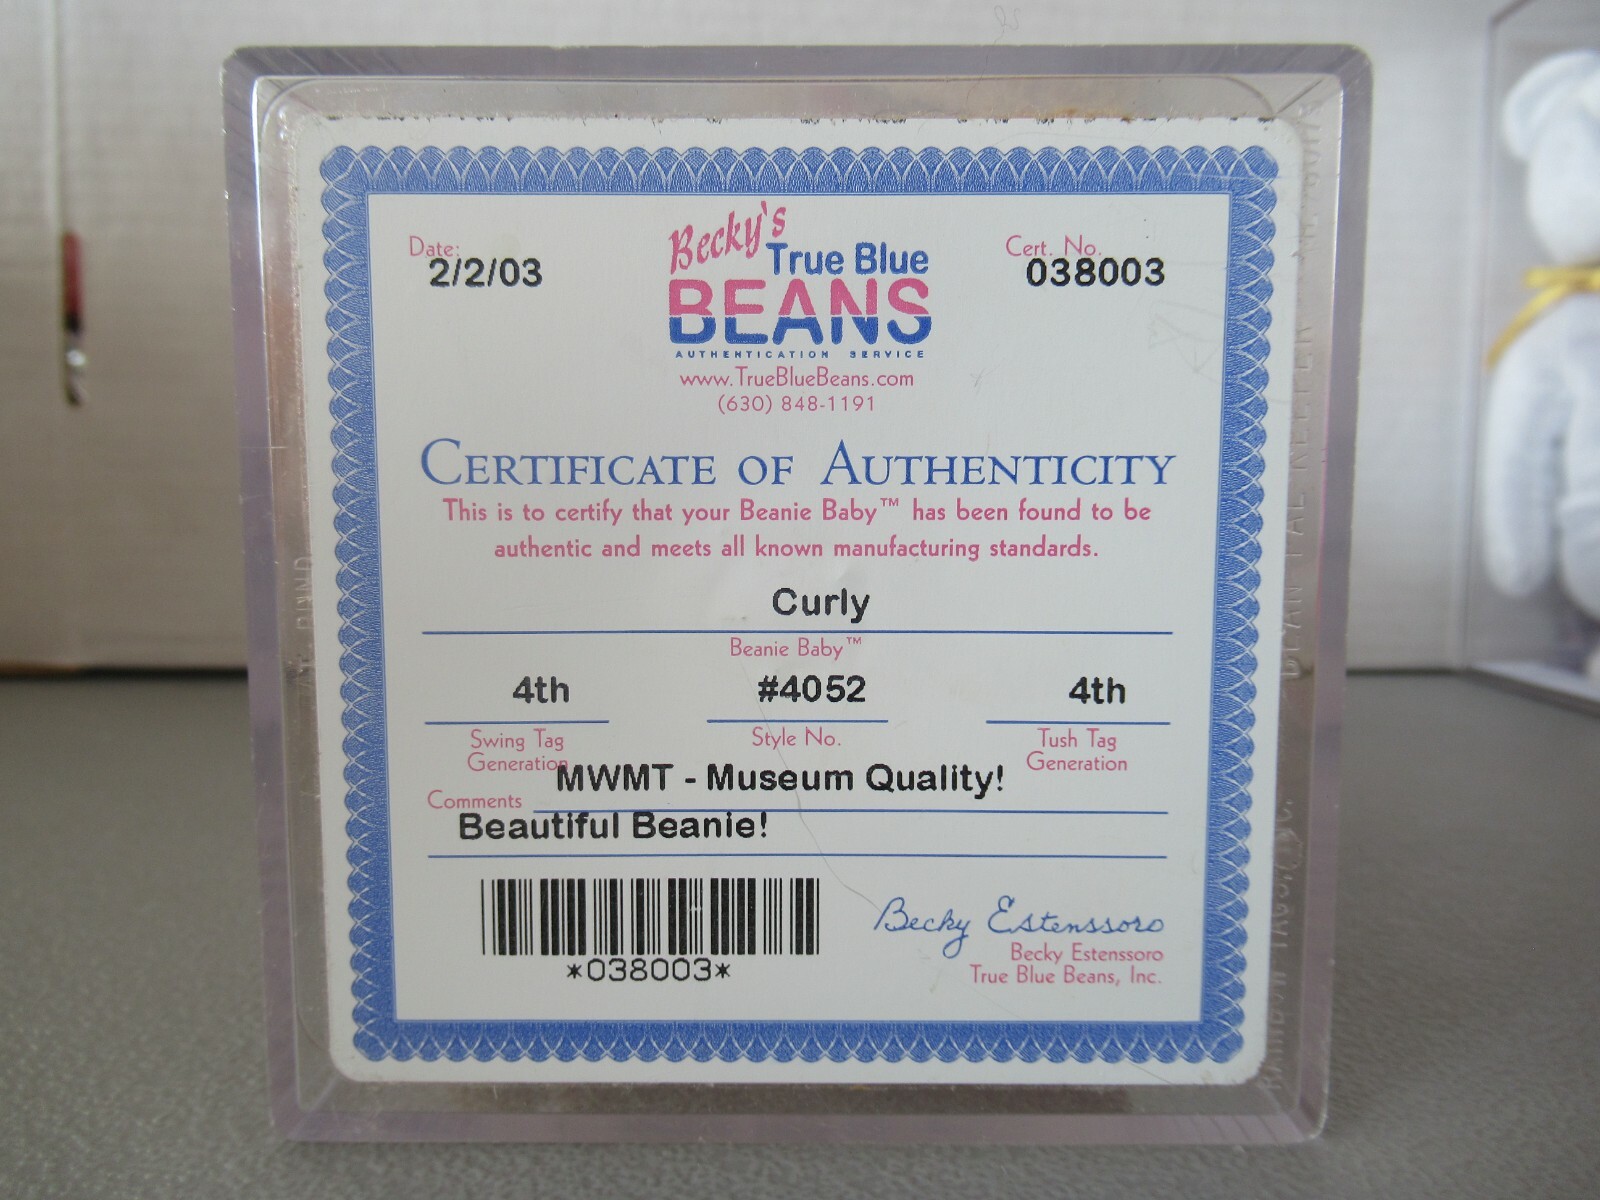 Becky's
True Blue
BEANS
AUTHENTICATION SERVICE
www.TrueBlueBeans.com
(630) 848-1191
Date:
2/2/03
Cert. No.
038003
CERTIFICATE OF AUTHENTICITY
This is to certify that your Beanie Baby™ has been found to be
authentic and meets all known manufacturing standards.
Curly
Beanie Baby™
4th #4052 4th
Swing Tag Generation
Style No.
Tush Tag Generation
Comments MWMT - Museum Quality!
Beautiful Beanie!
*038003*
Becky Estenssoro
Becky Estenssoro
True Blue Beans, Inc.